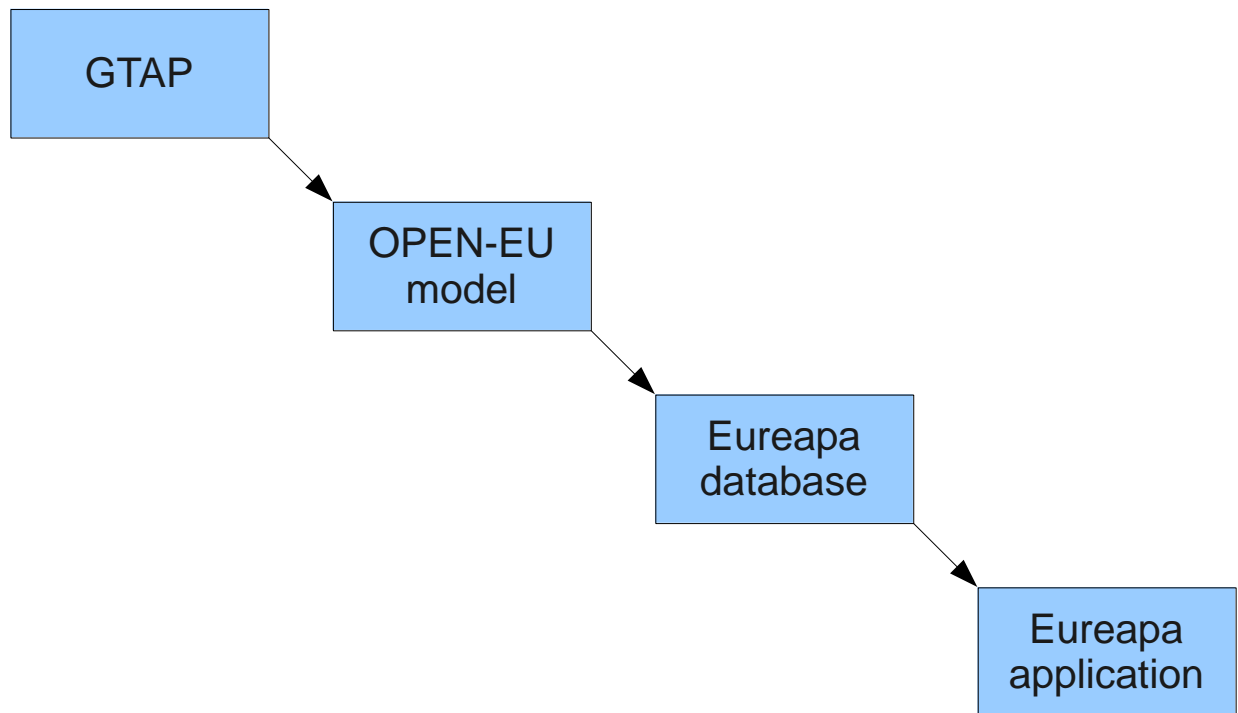 GTAP
OPEN-EU
model
Eureapa
database
Eureapa
application